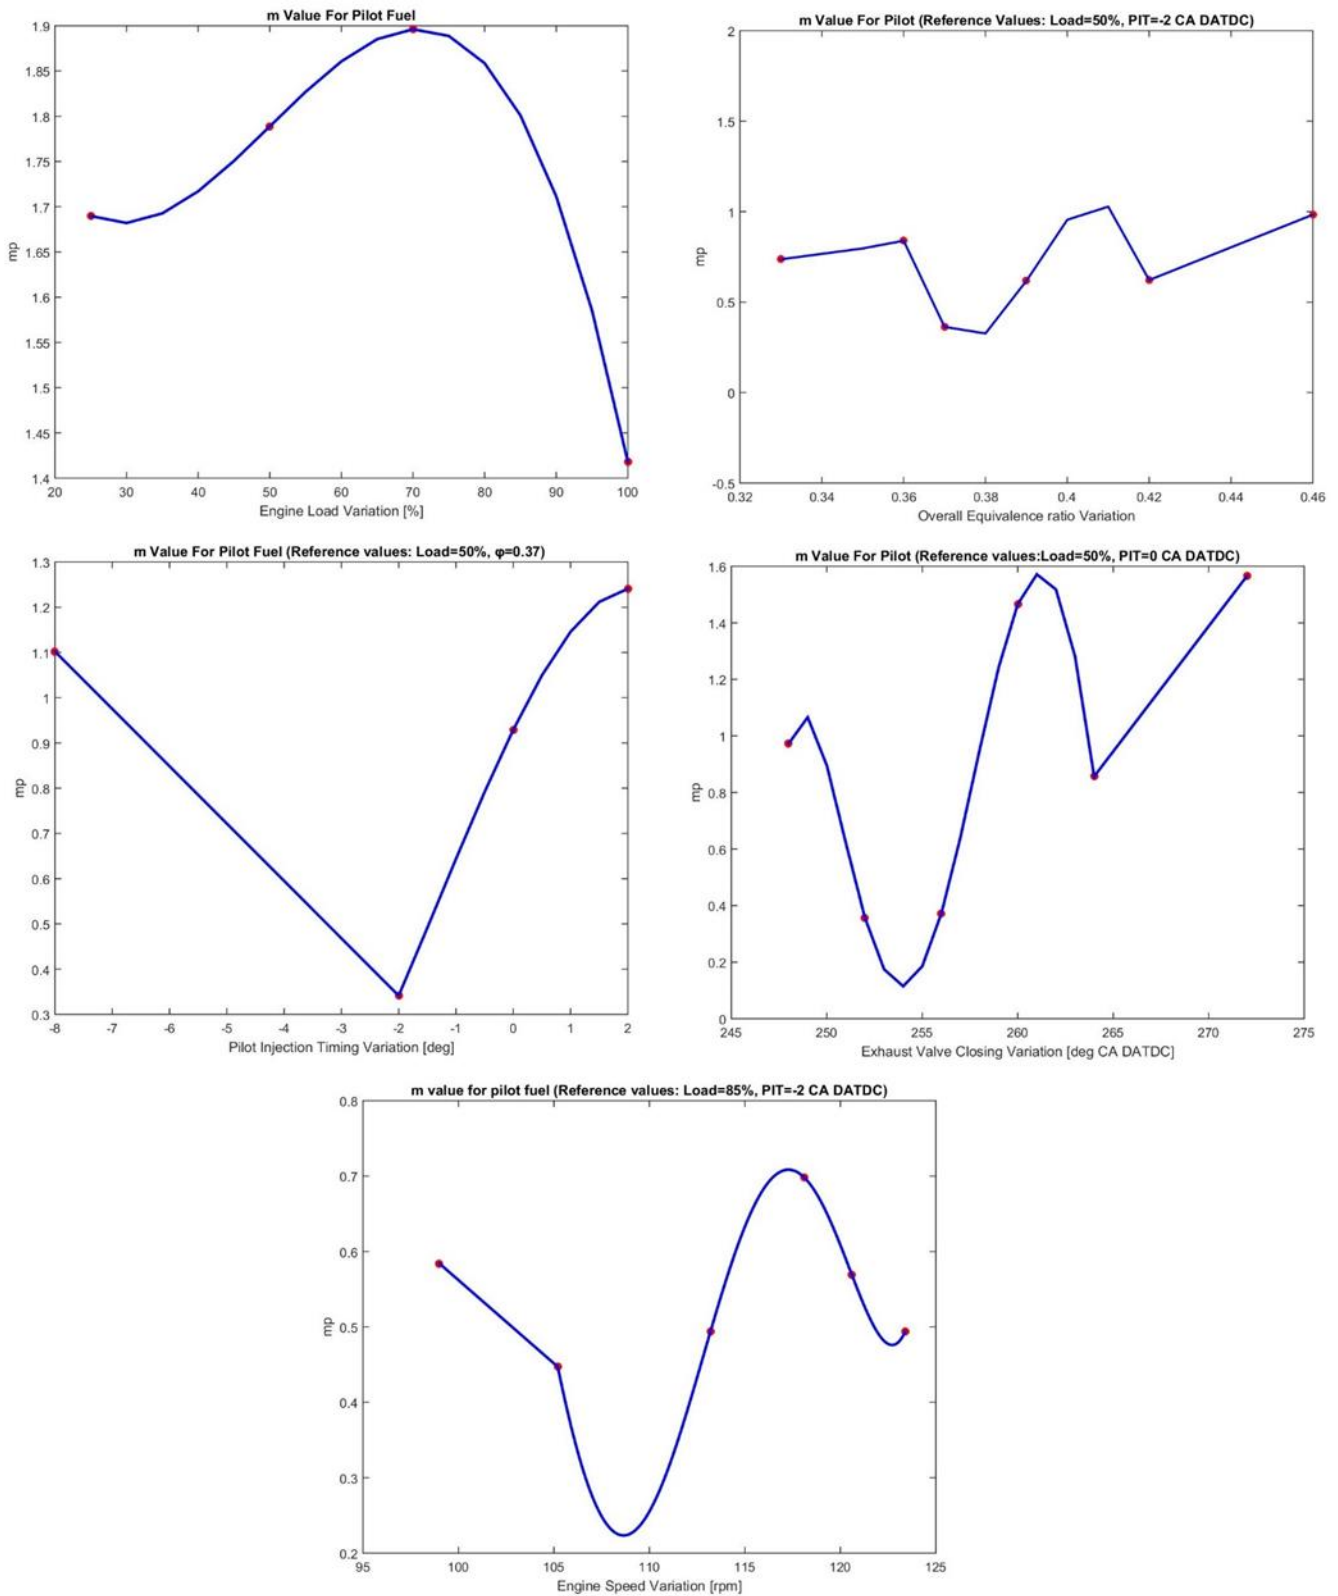 m Value For Pilot Fuel
1.9
1.85
1.8
1.75
1.7
1.65
1.6
1.55
1.5
1.45
1.4
mp
20 30 40 50 60 70 80 90 100
Engine Load Variation [%]
m Value For Pilot (Reference Values: Load=50%, PIT=-2 CA DATDC)
2
1.5
1
0.5
0
-0.5
mp
0.32 0.34 0.36 0.38 0.4 0.42 0.44 0.46
Overall Equivalence ratio Variation
m Value For Pilot Fuel (Reference values: Load=50%, φ=0.37)
1.3
1.2
1.1
1
0.9
0.8
0.7
0.6
0.5
0.4
0.3
mp
-8 -7 -6 -5 -4 -3 -2 -1 0 1 2
Pilot Injection Timing Variation [deg]
m Value For Pilot (Reference values:Load=50%, PIT=0 CA DATDC)
1.6
1.4
1.2
1
0.8
0.6
0.4
0.2
0
mp
245 250 255 260 265 270 275
Exhaust Valve Closing Variation [deg CA DATDC]
m value for pilot fuel (Reference values: Load=85%, PIT=-2 CA DATDC)
0.8
0.7
0.6
0.5
0.4
0.3
0.2
mp
95 100 105 110 115 120 125
Engine Speed Variation [rpm]